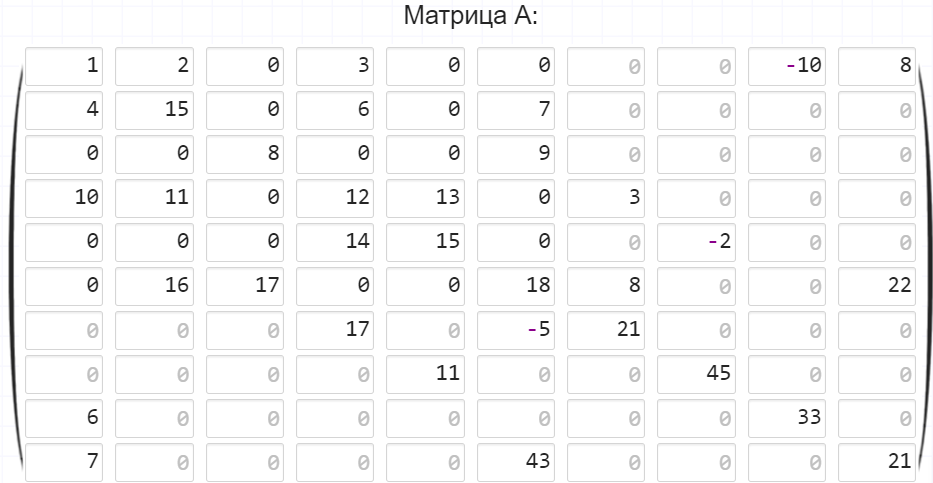 Матрица A:
1 2 0 3 0 0 0 0 -10 8
4 15 0 6 0 7 0 0 0 0
0 0 8 0 0 9 0 0 0 0
10 11 0 12 13 0 3 0 0 0
0 0 0 14 15 0 0 -2 0 0
0 16 17 0 0 18 8 0 0 22
0 0 0 17 0 -5 21 0 0 0
0 0 0 0 11 0 0 45 0 0
6 0 0 0 0 0 0 0 33 0
7 0 0 0 0 43 0 0 0 21